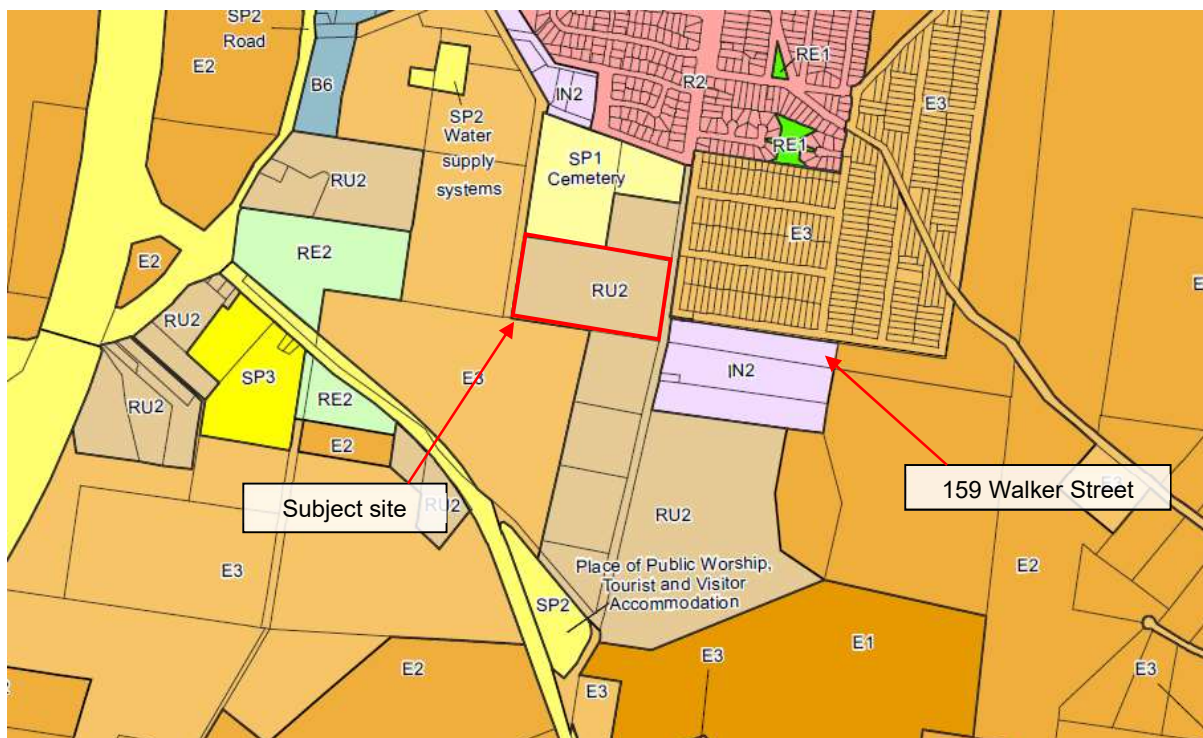 SP2
Road
E2
B6
SP2
Water
supply
systems
IN2
R2
RE1
E3
RE1
SP1
Cemetery
RU2
RE2
E3
E2
RU2
RU2
SP3
E3
IN2
RU2
RE2
E2
RU2
Subject site
159 Walker Street
E3
RU2
E3
E2
Place of Public Worship,
Tourist and Visitor
Accommodation
SP2
E2
E3
E1
E3
E3